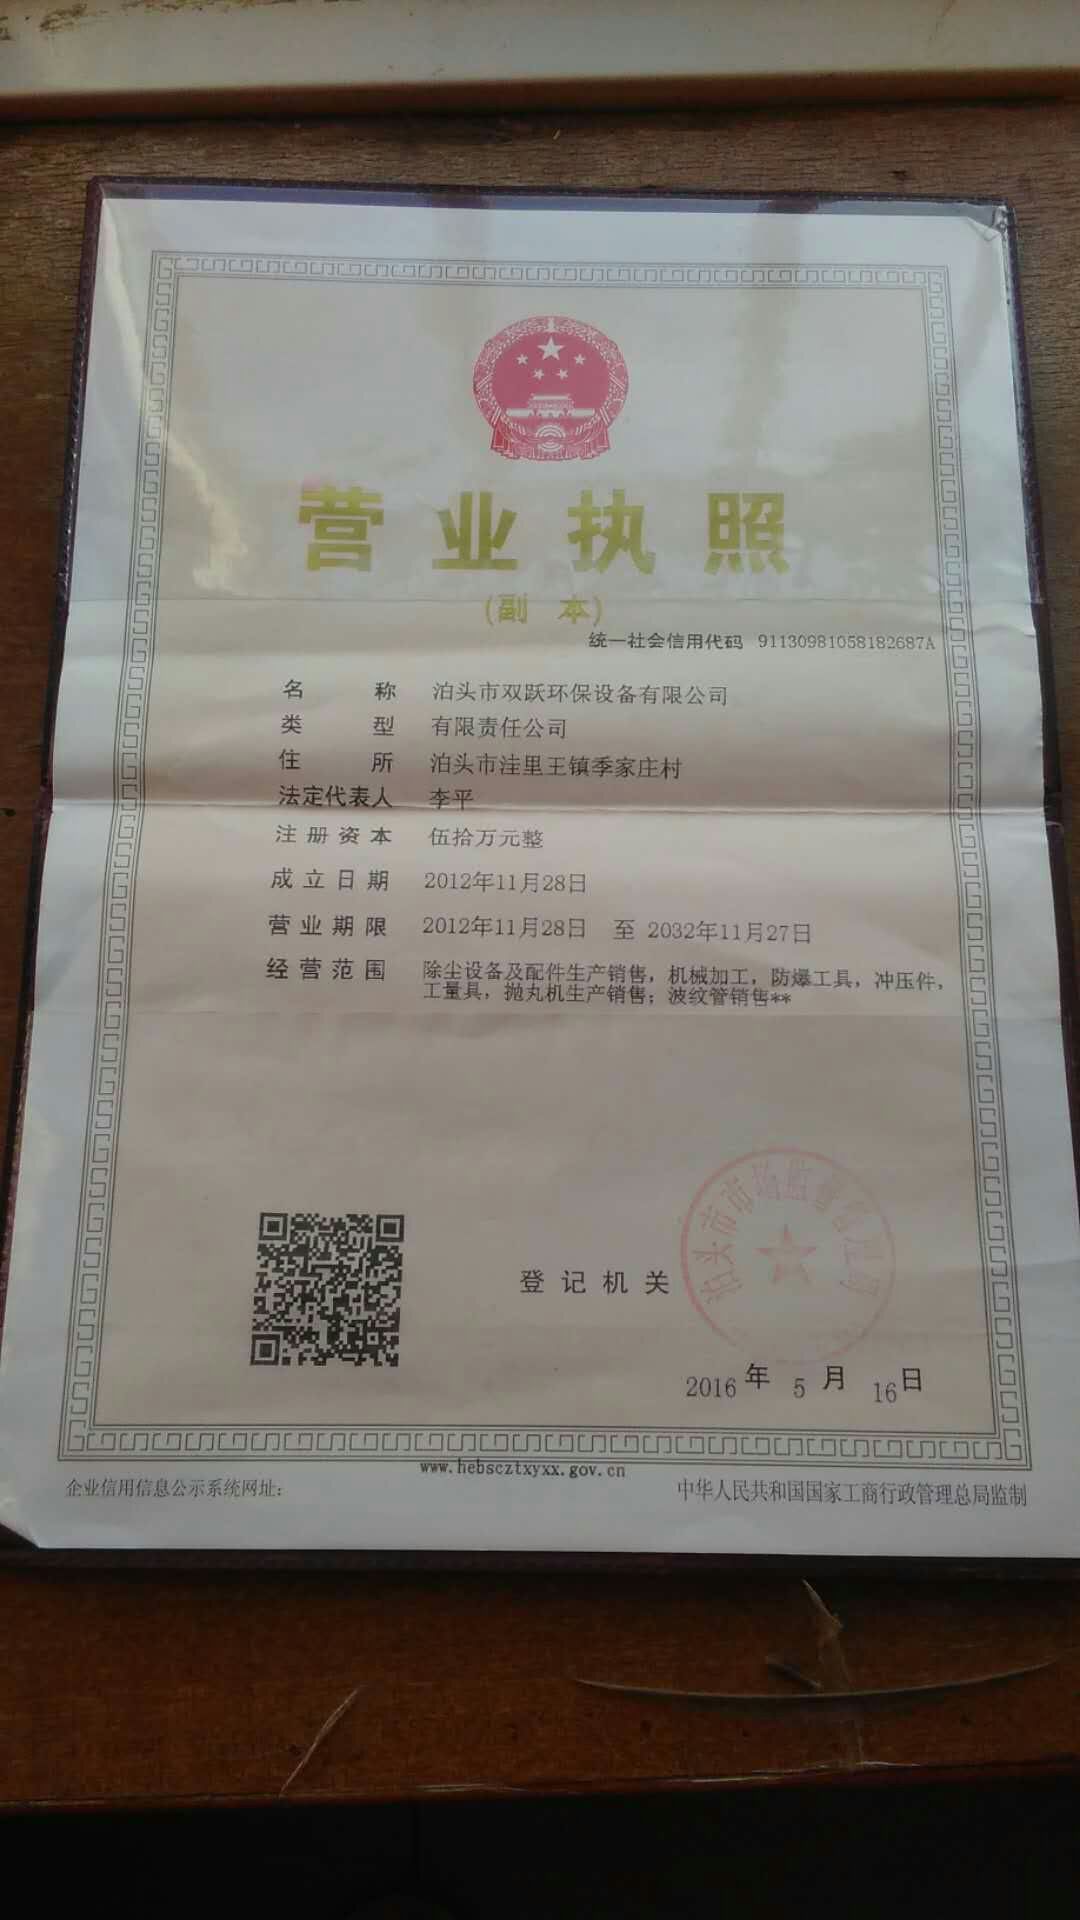 营业执照
(副 本)
统一社会信用代码 91130981058182687A
名 称 泊头市双跃环保设备有限公司
类 型 有限责任公司
住 所 泊头市洼里王镇季家庄村
法定代表人 李平
注册资本 伍拾万元整
成立日期 2012年11月28日
营业期限 2012年11月28日 至 2032年11月27日
经营范围 除尘设备及配件生产销售，机械加工，防爆工具，冲压件，
工量具，抛丸机生产销售；波纹管销售**
泊头市市场监督管理局
登记机关
2016年 5月 16日
www.hebscztxyxx.gov.cn
企业信用信息公示系统网址：
中华人民共和国国家工商行政管理总局监制